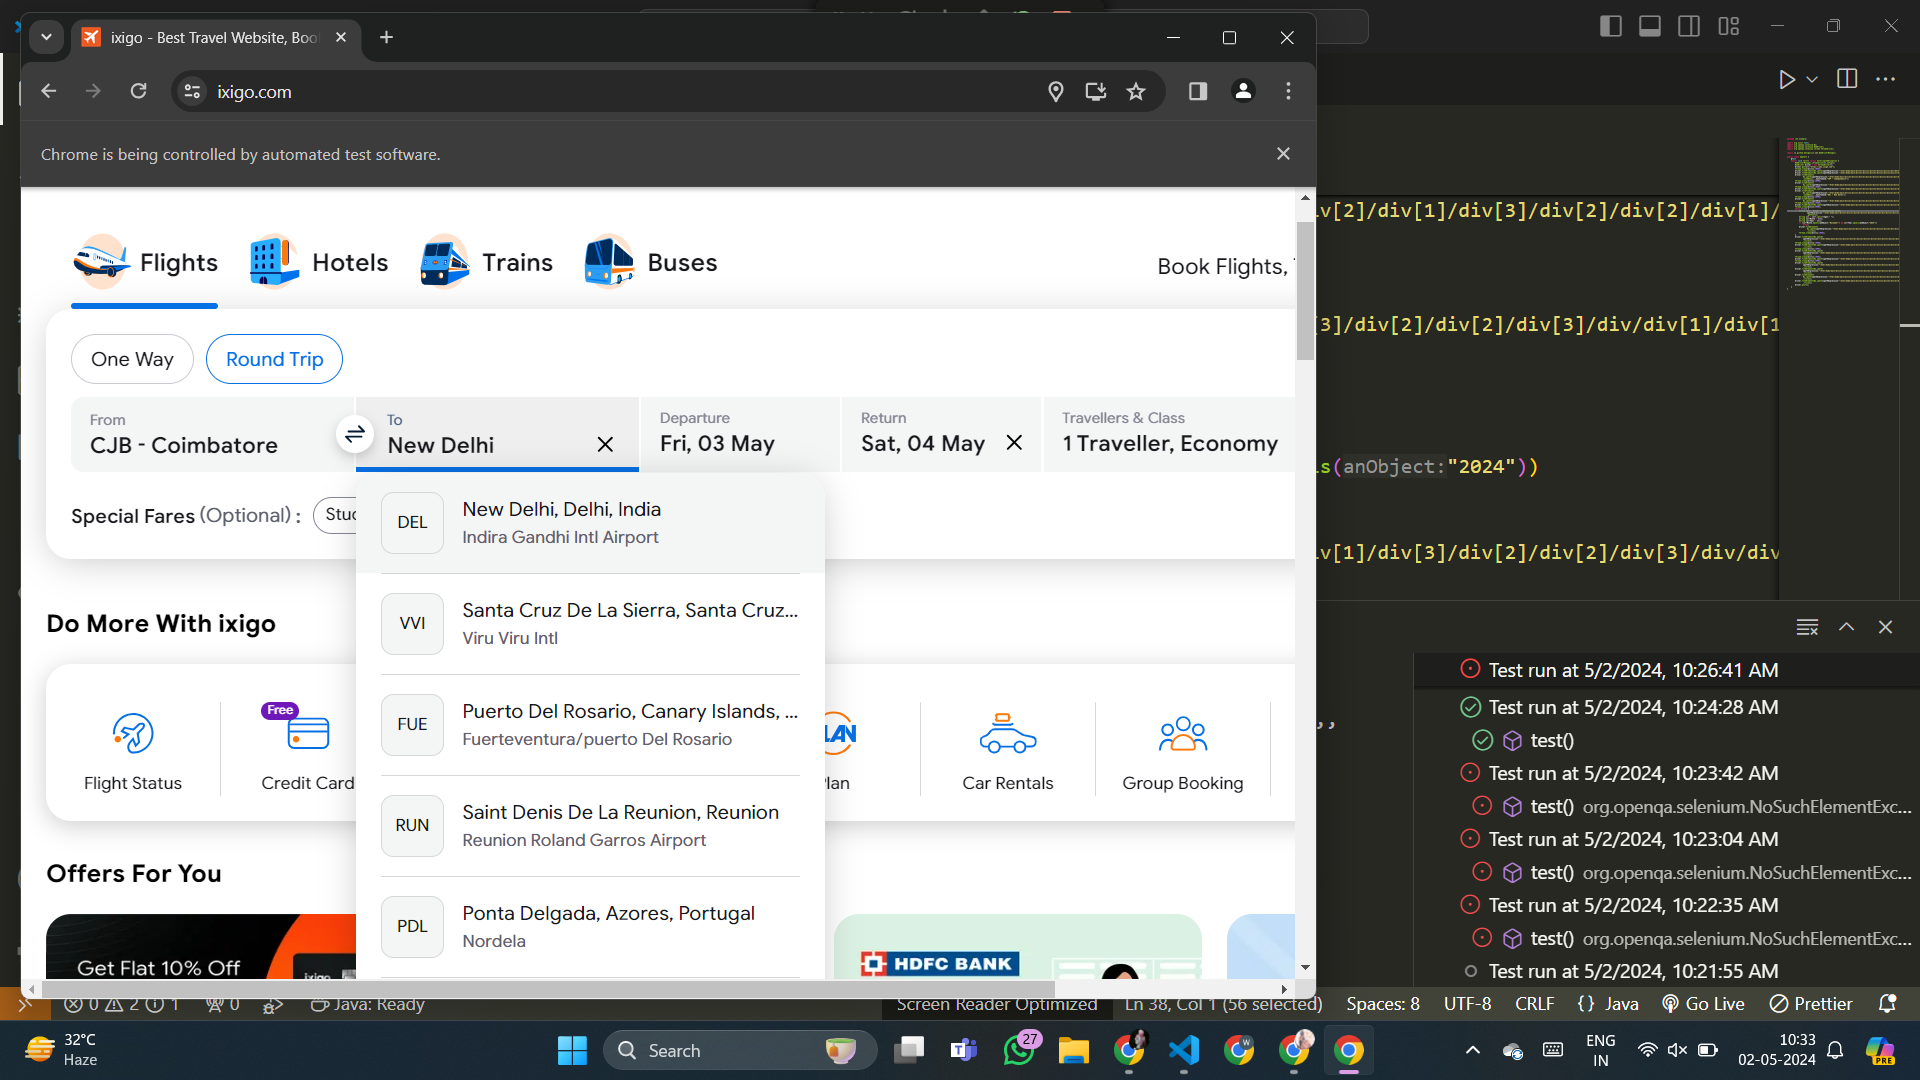 ixigo - Best Travel Website, Boo
ixigo.com
Chrome is being controlled by automated test software.
Flights
Hotels
Trains
Buses
Book Flights,
One Way
Round Trip
From
CJB - Coimbatore
To
New Delhi
Departure
Fri, 03 May
Return
Sat, 04 May
Travellers & Class
1 Traveller, Economy
Special Fares (Optional) :
Stuc
DEL
New Delhi, Delhi, India
Indira Gandhi Intl Airport
VVI
Santa Cruz De La Sierra, Santa Cruz...
Viru Viru Intl
FUE
Puerto Del Rosario, Canary Islands, ...
Fuerteventura/puerto Del Rosario
RUN
Saint Denis De La Reunion, Reunion
Reunion Roland Garros Airport
PDL
Ponta Delgada, Azores, Portugal
Nordela
Do More With ixigo
Flight Status
Free
Credit Card
LAN
lan
Car Rentals
Group Booking
Offers For You
Get Flat 10% Off
ixigo
HDFC BANK
iv[2]/div[1]/div[3]/div[2]/div[2]/div[1]/
[3]/div[2]/div[2]/div[3]/div/div[1]/div[1
ls(anObject:"2024"))
iv[1]/div[3]/div[2]/div[2]/div[3]/div/div
,,
Test run at 5/2/2024, 10:26:41 AM
Test run at 5/2/2024, 10:24:28 AM
test()
Test run at 5/2/2024, 10:23:42 AM
test() org.openqa.selenium.NoSuchElementExc...
Test run at 5/2/2024, 10:23:04 AM
test() org.openqa.selenium.NoSuchElementExc...
Test run at 5/2/2024, 10:22:35 AM
test() org.openqa.selenium.NoSuchElementExc...
Test run at 5/2/2024, 10:21:55 AM
0 2 1 0 Java: Ready
Screen Reader Optimized Ln 38, Col 1 (56 selected) Spaces: 8 UTF-8 CRLF {} Java Go Live Prettier
32°C
Haze
Search
27
ENG
IN
10:33
02-05-2024
PRE